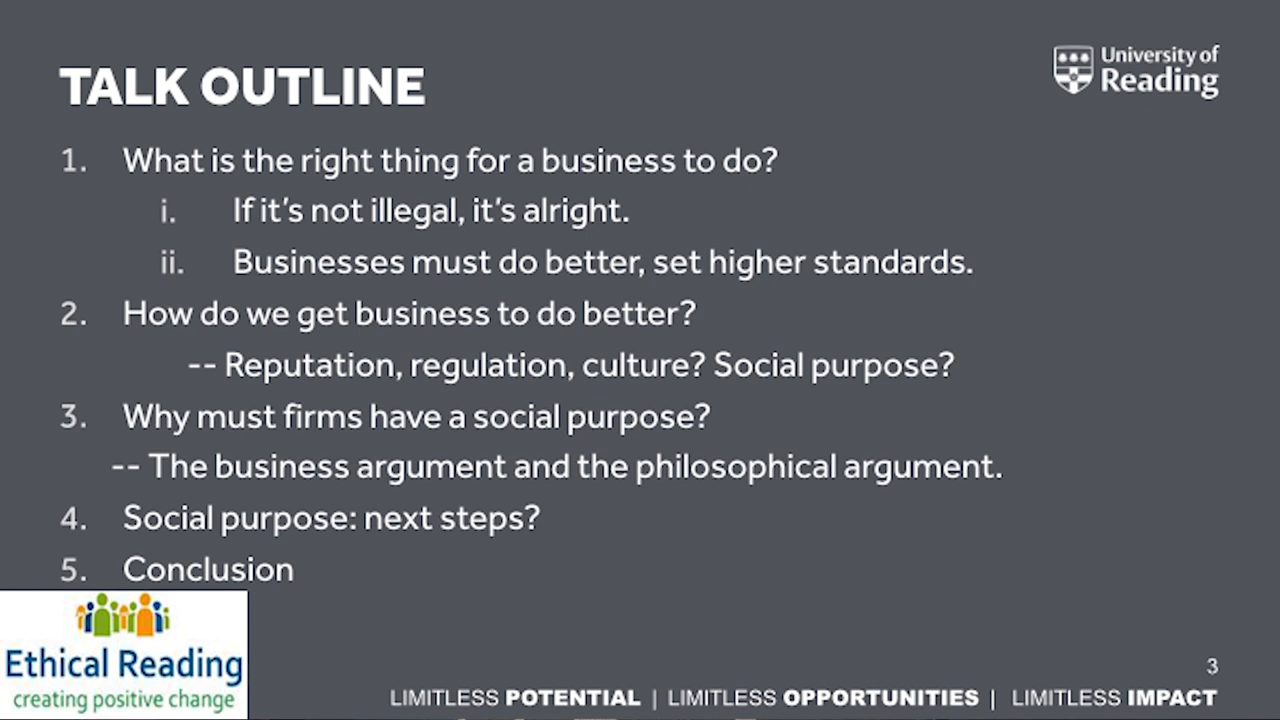 TALK OUTLINE
University of
Reading
1. What is the right thing for a business to do?
i. If it's not illegal, it's alright.
ii. Businesses must do better, set higher standards.
2. How do we get business to do better?
-- Reputation, regulation, culture? Social purpose?
3. Why must firms have a social purpose?
-- The business argument and the philosophical argument.
4. Social purpose: next steps?
5. Conclusion
Ethical Reading
creating positive change
3
LIMITLESS POTENTIAL | LIMITLESS OPPORTUNITIES | LIMITLESS IMPACT